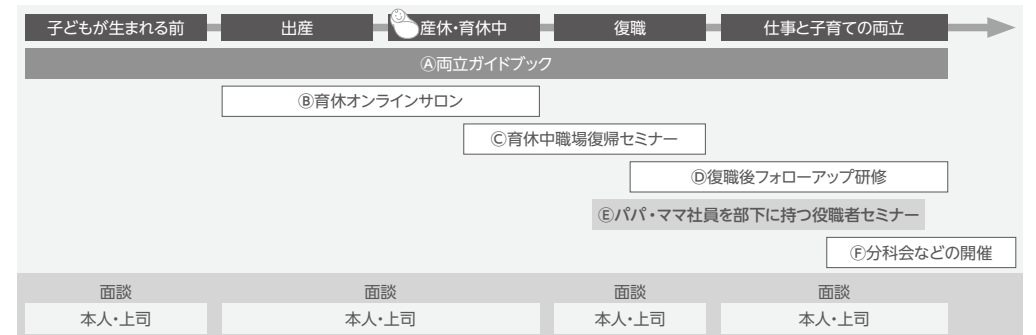 子どもが生まれる前 出産 産休・育休中 復職 仕事と子育ての両立
Ⓐ両立ガイドブック
Ⓑ育休オンラインサロン
Ⓒ育休中職場復帰セミナー
Ⓓ復職後フォローアップ研修
Ⓔパパ・ママ社員を部下に持つ役職者セミナー
Ⓕ分科会などの開催
面談 面談 面談 面談
本人・上司 本人・上司 本人・上司 本人・上司